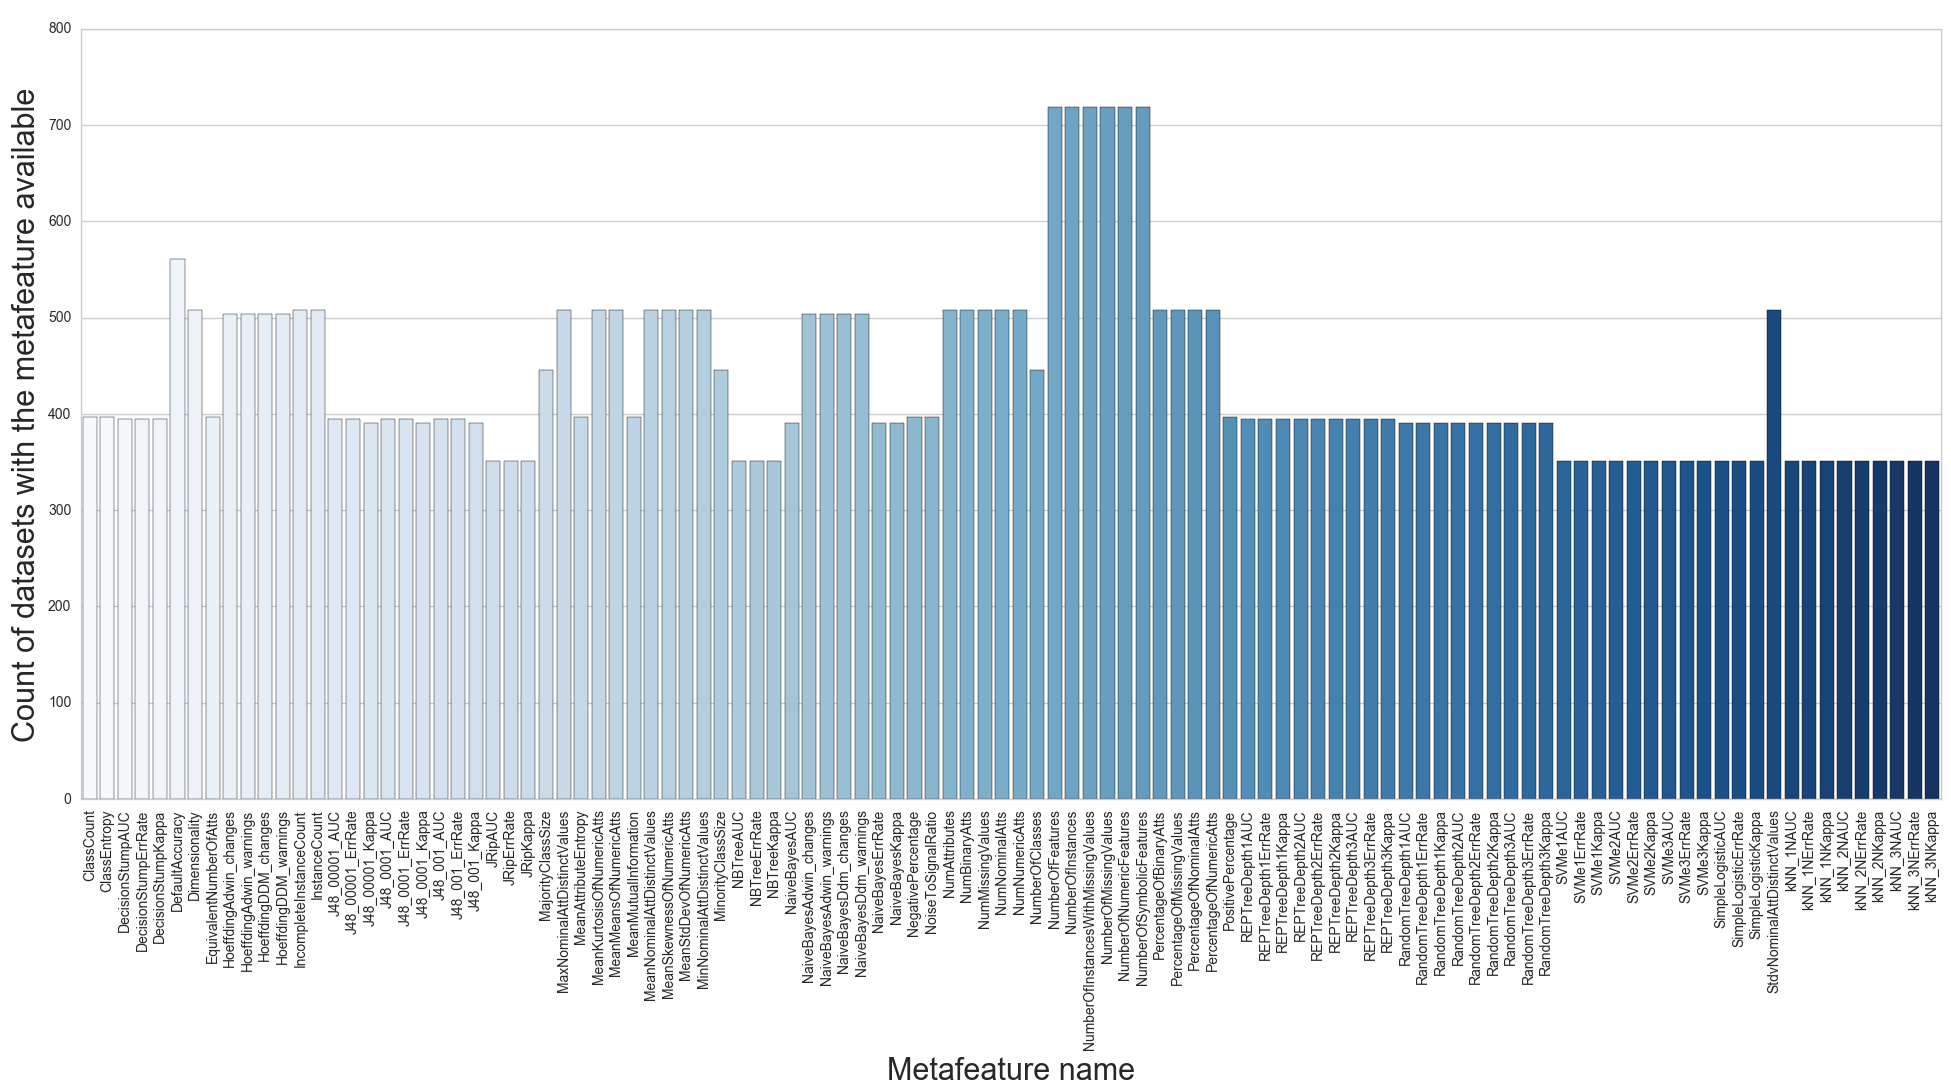 Count of datasets with the metafeature available
800
700
600
500
400
300
200
100
0
ClassCount
ClassEntropy
DecisionStumpAUC
DecisionStumpErrRate
DecisionStumpKappa
DefaultAccuracy
Dimensionality
EquivalentNumberOfAtts
HoeffdingAdwin_changes
HoeffdingAdwin_warnings
HoeffdingDDM_changes
HoeffdingDDM_warnings
IncompleteInstanceCount
InstanceCount
J48_00001_AUC
J48_00001_ErrRate
J48_00001_Kappa
J48_0001_AUC
J48_0001_ErrRate
J48_0001_Kappa
J48_001_AUC
J48_001_ErrRate
J48_001_Kappa
JRipAUC
JRipErrRate
JRipKappa
MajorityClassSize
MaxNominalAttDistinctValues
MeanAttributeEntropy
MeanKurtosisOfNumericAtts
MeanMeansOfNumericAtts
MeanMutualInformation
MeanNominalAttDistinctValues
MeanSkewnessOfNumericAtts
MeanStdDevOfNumericAtts
MinNominalAttDistinctValues
MinorityClassSize
NBTreeAUC
NBTreeErrRate
NBTreeKappa
NaiveBayesAUC
NaiveBayesAdwin_changes
NaiveBayesAdwin_warnings
NaiveBayesDdm_changes
NaiveBayesDdm_warnings
NaiveBayesErrRate
NaiveBayesKappa
NegativePercentage
NoiseToSignalRatio
NumAttributes
NumBinaryAtts
NumMissingValues
NumNominalAtts
NumNumericAtts
NumberOfClasses
NumberOfFeatures
NumberOfInstances
NumberOfInstancesWithMissingValues
NumberOfMissingValues
NumberOfNumericFeatures
NumberOfSymbolicFeatures
PercentageOfBinaryAtts
PercentageOfMissingValues
PercentageOfNominalAtts
PercentageOfNumericAtts
PositivePercentage
REPTreeDepth1AUC
REPTreeDepth1ErrRate
REPTreeDepth1Kappa
REPTreeDepth2AUC
REPTreeDepth2ErrRate
REPTreeDepth2Kappa
REPTreeDepth3AUC
REPTreeDepth3ErrRate
REPTreeDepth3Kappa
RandomTreeDepth1AUC
RandomTreeDepth1ErrRate
RandomTreeDepth1Kappa
RandomTreeDepth2AUC
RandomTreeDepth2ErrRate
RandomTreeDepth2Kappa
RandomTreeDepth3AUC
RandomTreeDepth3ErrRate
RandomTreeDepth3Kappa
SVMe1AUC
SVMe1ErrRate
SVMe1Kappa
SVMe2AUC
SVMe2ErrRate
SVMe2Kappa
SVMe3AUC
SVMe3ErrRate
SVMe3Kappa
SimpleLogisticAUC
SimpleLogisticErrRate
SimpleLogisticKappa
StdvNominalAttDistinctValues
kNN_1NAUC
kNN_1NErrRate
kNN_1NKappa
kNN_2NAUC
kNN_2NErrRate
kNN_2NKappa
kNN_3NAUC
kNN_3NErrRate
kNN_3NKappa
Metafeature name